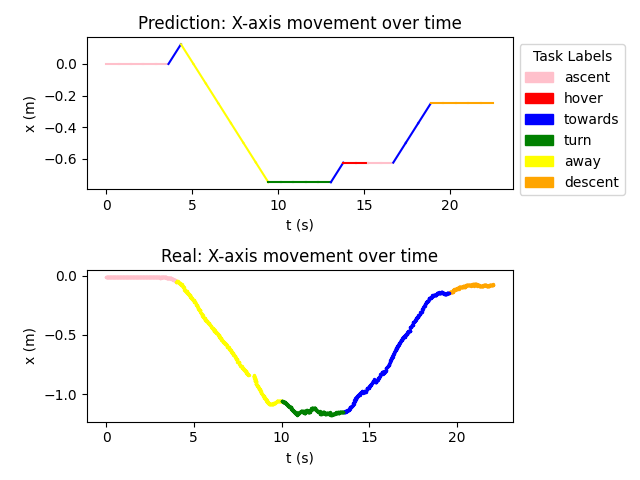 Prediction: X-axis movement over time
x (m)
0.0
−0.2
−0.4
−0.6
0
5
10
15
20
t (s)
Task Labels
ascent
hover
towards
turn
away
descent
Real: X-axis movement over time
x (m)
0.0
−0.5
−1.0
0
5
10
15
20
t (s)